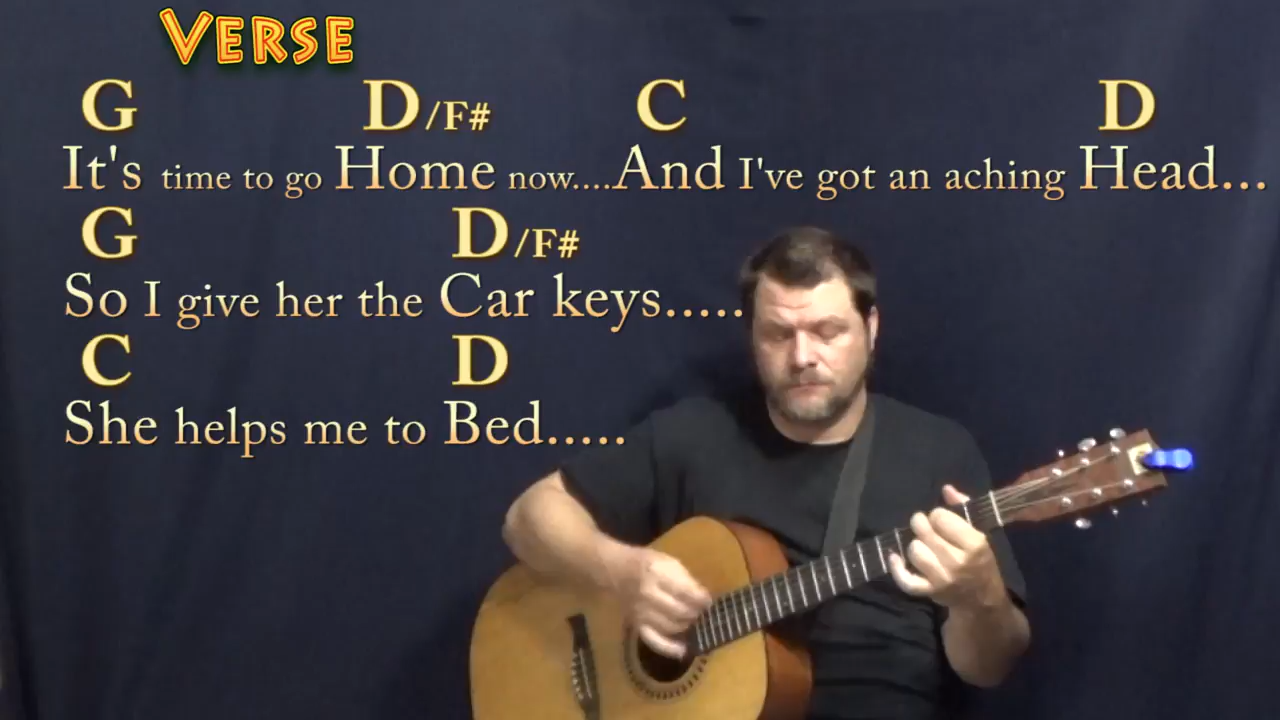 VERSE
G D/F# C D
It's time to go Home now....And I've got an aching Head...
G D/F#
So I give her the Car keys.....
C D
She helps me to Bed.....